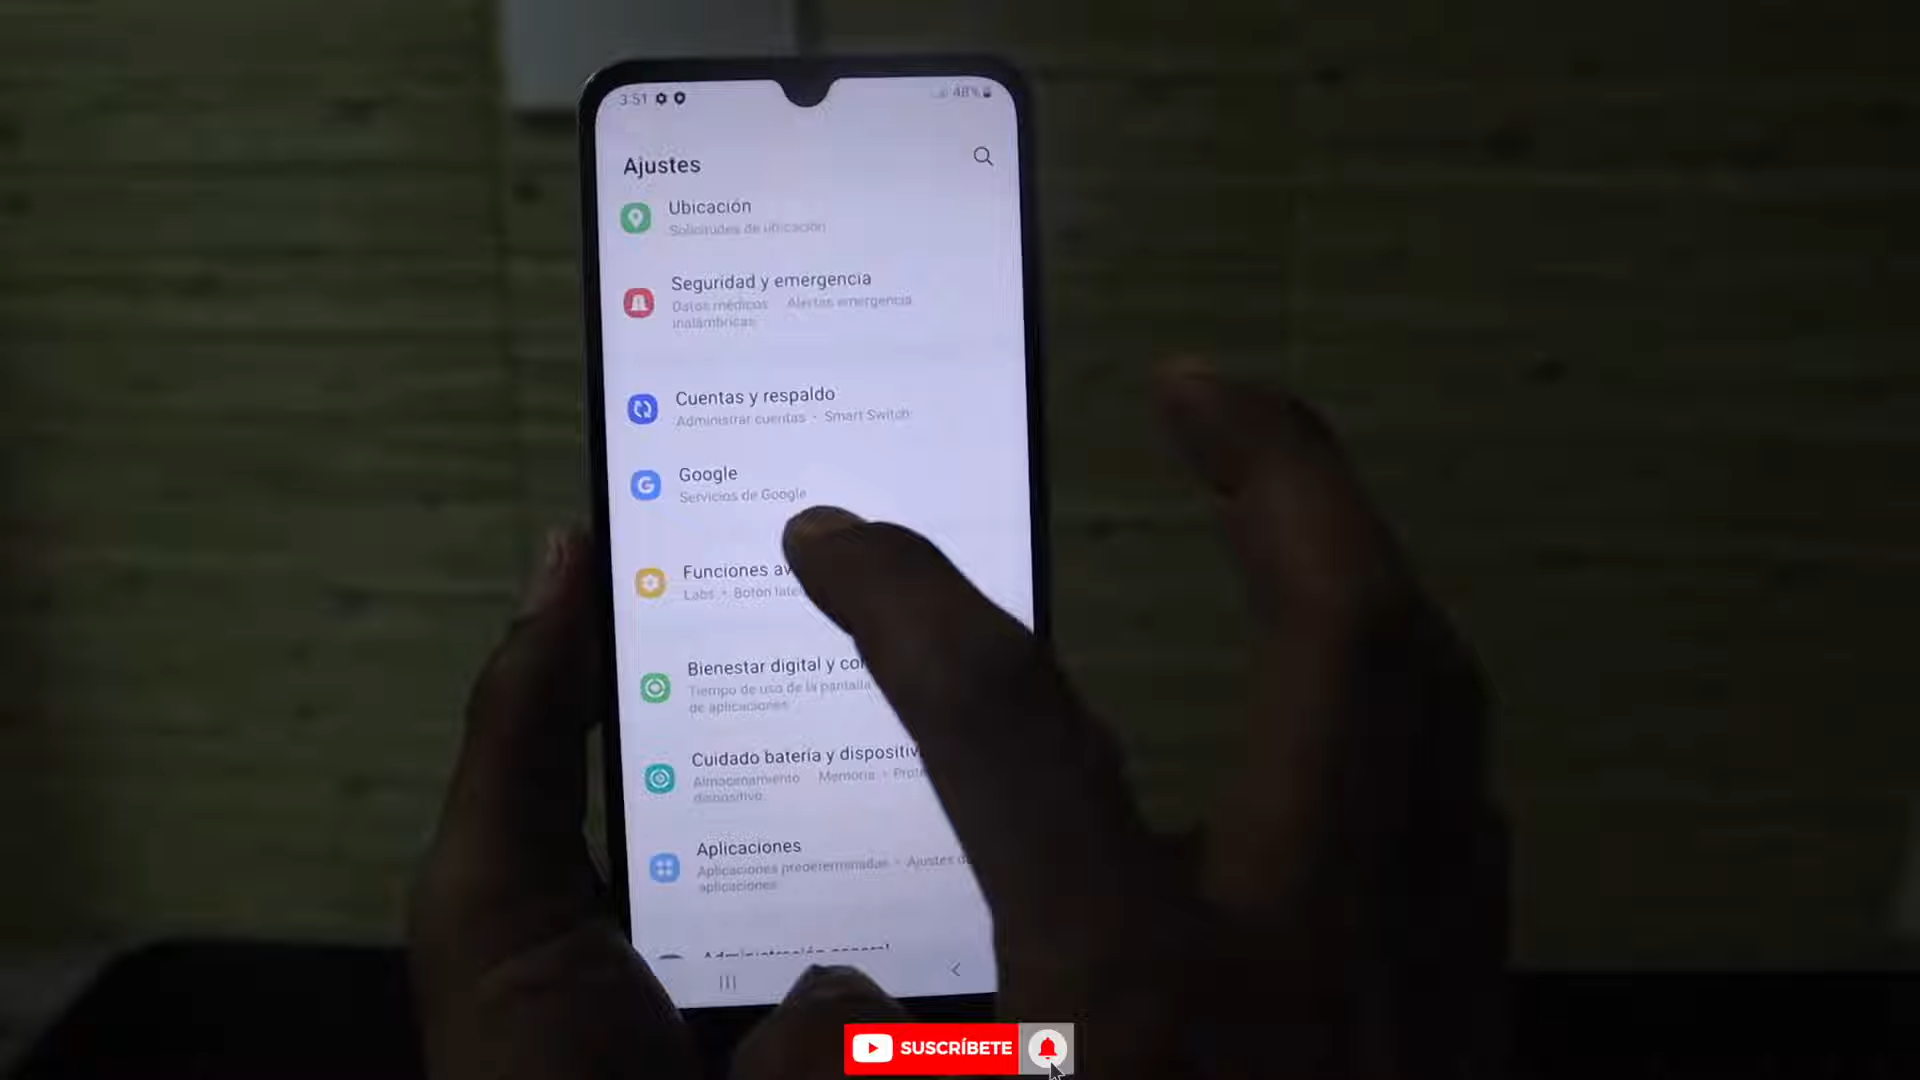 3:51
48%
Ajustes
Ubicación
Solicitudes de ubicación
Seguridad y emergencia
Datos médicos Alertas emergencia
inalámbricas
Cuentas y respaldo
Administrar cuentas • Smart Switch
Google
Servicios de Google
Funciones av
Labs • Botón late
Bienestar digital y co
Tiempo de uso de la pantalla
de aplicaciones
Cuidado batería y dispositiv
Almacenamiento Memoria • Prote
dispositivo
Aplicaciones
Aplicaciones predeterminadas • Ajustes d
aplicaciones
Administración general
SUSCRÍBETE